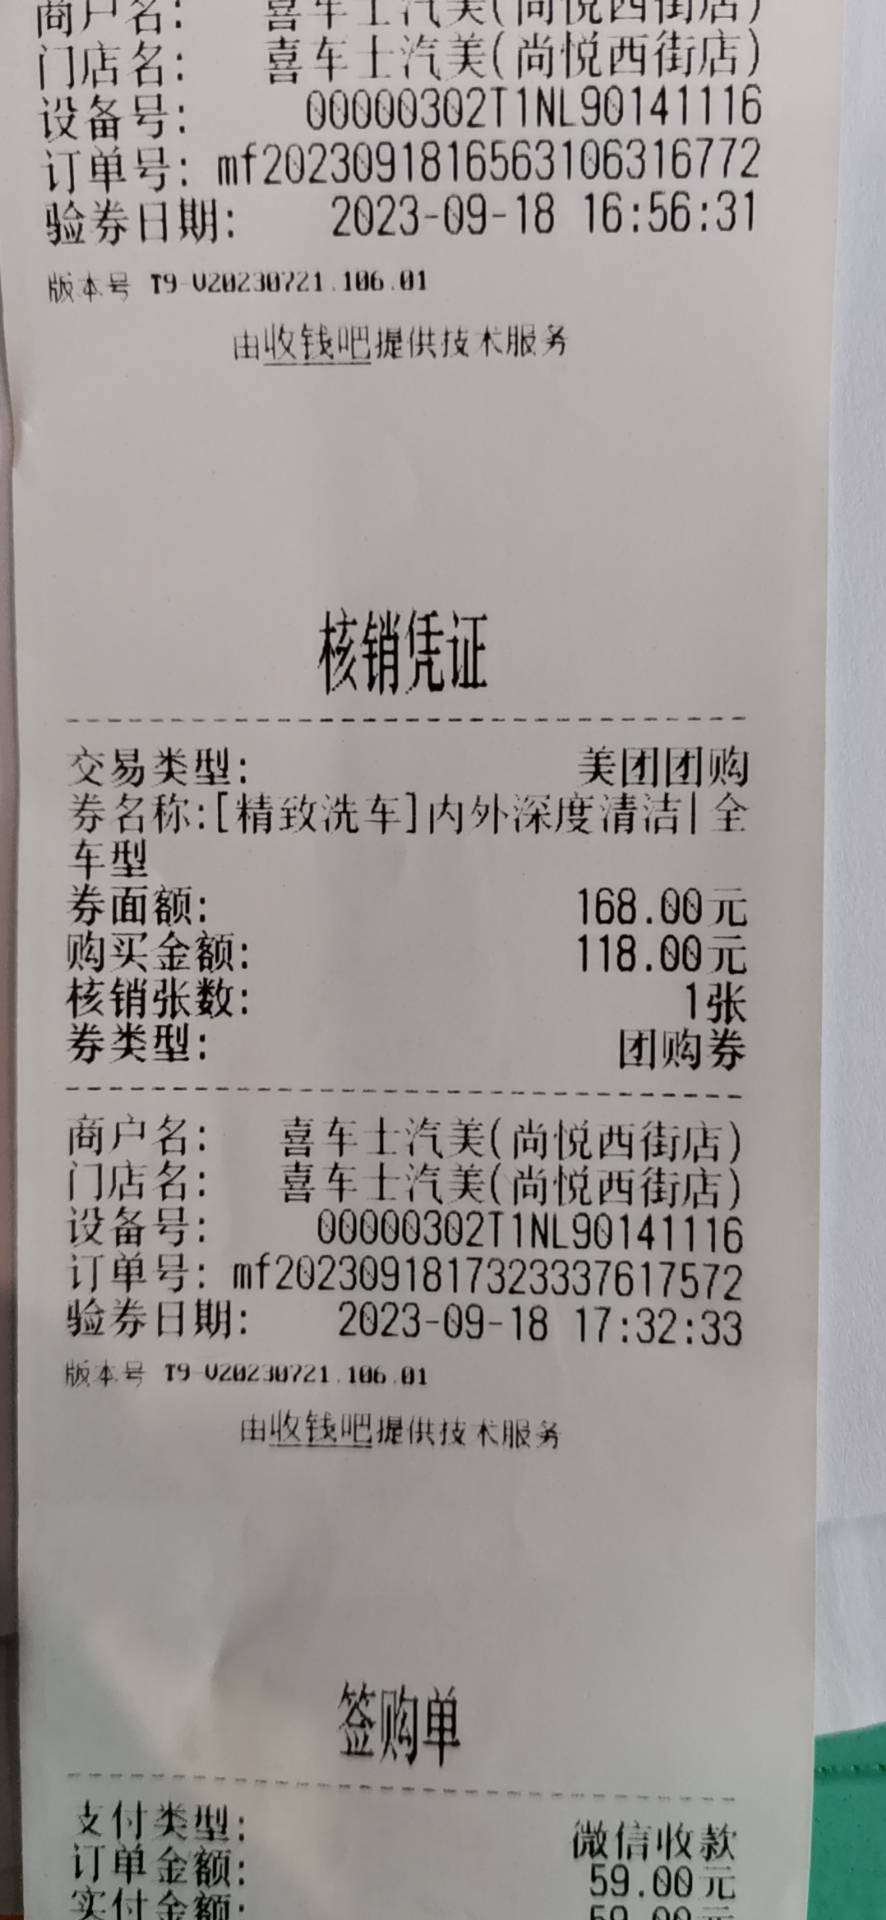 商户名: 喜车士汽美(尚悦西街店)
门店名: 喜车士汽美(尚悦西街店)
设备号: 00000302T1NL90141116
订单号: mf2023091816563106316772
验券日期: 2023-09-18 16:56:31
版本号 T9-V20230721.106.01
由收钱吧提供技术服务
核销凭证
交易类型: 美团团购
券名称:[精致洗车]内外深度清洁|全
车型
券面额: 168.00元
购买金额: 118.00元
核销张数: 1张
券类型: 团购券
商户名: 喜车士汽美(尚悦西街店)
门店名: 喜车士汽美(尚悦西街店)
设备号: 00000302T1NL90141116
订单号: mf2023091817323337617572
验券日期: 2023-09-18 17:32:33
版本号 T9-V20230721.106.01
由收钱吧提供技术服务
签购单
支付类型: 微信收款
订单金额: 59.00元
实付金额: 59.00元